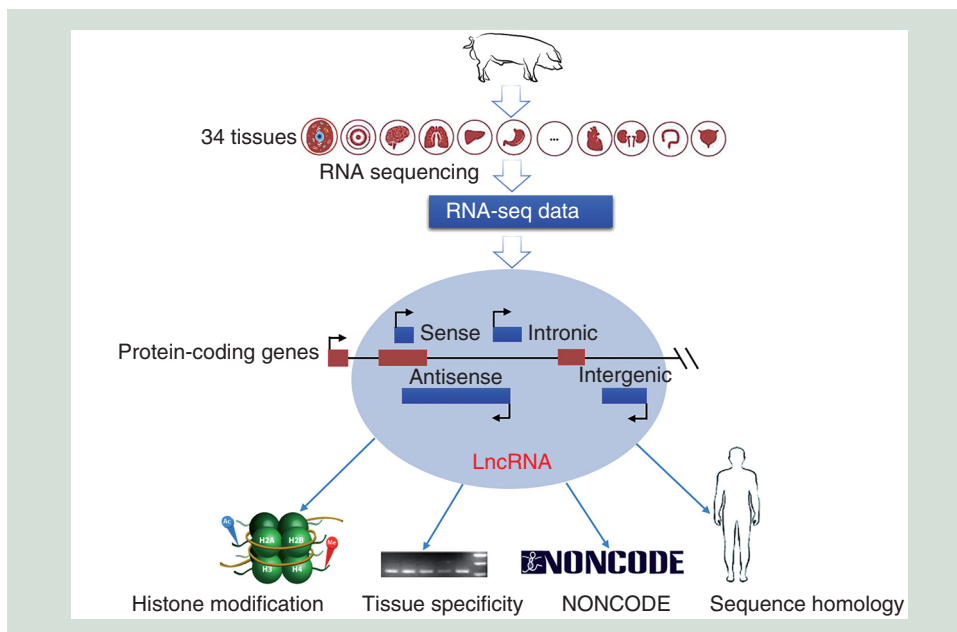 34 tissues
...
RNA sequencing
RNA-seq data
Sense
Intronic
Protein-coding genes
Antisense
Intergenic
LncRNA
Ac
H2A
H2B
Me
H3
H4
NONCODE
Histone modification
Tissue specificity
NONCODE
Sequence homology